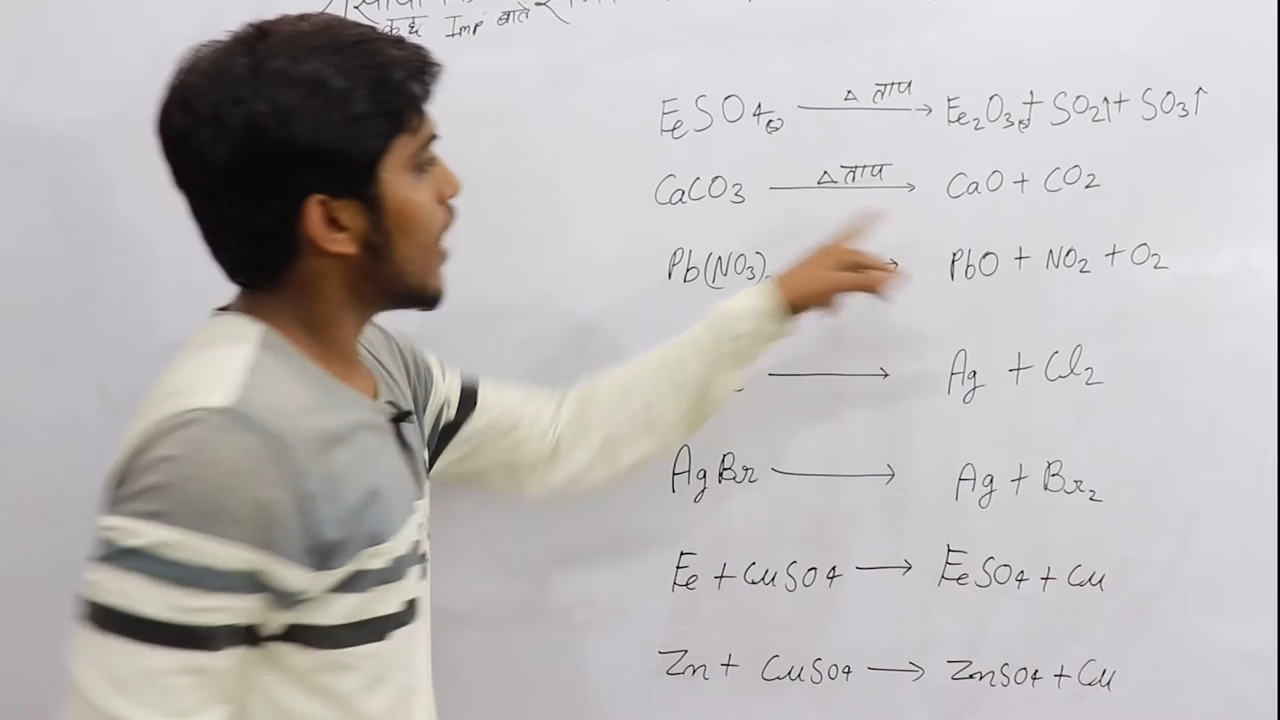 कुछ Imp बातें
FeSO4(s) —Δ ताप→ Fe2O3(s) + SO2↑ + SO3↑
CaCO3 —Δ ताप→ CaO + CO2
Pb(NO3) → PbO + NO2 + O2
→ Ag + Cl2
AgBr → Ag + Br2
Fe + CuSO4 → FeSO4 + Cu
Zn + CuSO4 → ZnSO4 + Cu